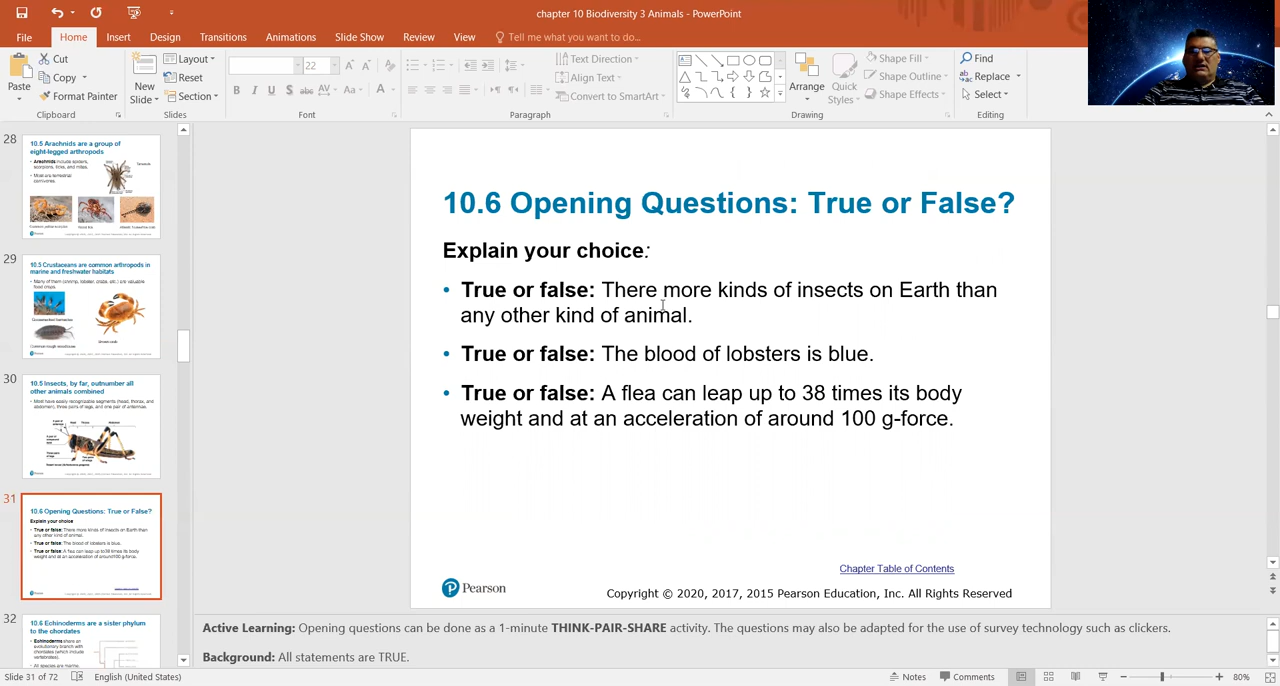 chapter 10 Biodiversity 3 Animals - PowerPoint
File Home Insert Design Transitions Animations Slide Show Review View Tell me what you want to do...
Cut
Copy
Format Painter
Paste
Clipboard
New
Slide
Layout
Reset
Section
Slides
22
B I U S abc AV Aa A
Font
Text Direction
Align Text
Convert to SmartArt
Paragraph
Arrange
Quick
Styles
Shape Fill
Shape Outline
Shape Effects
Drawing
Find
Replace
Select
Editing
28
10.5 Arachnids are a group of
eight-legged arthropods
Arachnids include spiders,
scorpions, ticks, and mites.
Most are terrestrial
carnivores.
29
10.5 Crustaceans are common arthropods in
marine and freshwater habitats
Many of them (shrimp, lobster, crabs, etc.) are valuable
food crops.
30
10.5 Insects, by far, outnumber all
other animals combined
Most have easily recognizable segments (head, thorax, and
abdomen), three pairs of legs, and one pair of antennae.
31
10.6 Opening Questions: True or False?
Explain your choice
True or false: There more kinds of insects on Earth than
any other kind of animal.
True or false: The blood of lobsters is blue.
True or false: A flea can leap up to 38 times its body
weight and at an acceleration of around 100 g-force.
32
10.6 Echinoderms are a sister phylum
to the chordates
Echinoderms share an
evolutionary branch with
chordates (which include
vertebrates).
All species are marine.
10.6 Opening Questions: True or False?
Explain your choice:
• True or false: There more kinds of insects on Earth than
any other kind of animal.
• True or false: The blood of lobsters is blue.
• True or false: A flea can leap up to 38 times its body
weight and at an acceleration of around 100 g-force.
Chapter Table of Contents
Pearson
Copyright © 2020, 2017, 2015 Pearson Education, Inc. All Rights Reserved
Active Learning: Opening questions can be done as a 1-minute THINK-PAIR-SHARE activity. The questions may also be adapted for the use of survey technology such as clickers.
Background: All statements are TRUE.
Slide 31 of 72 English (United States) Notes Comments 80%